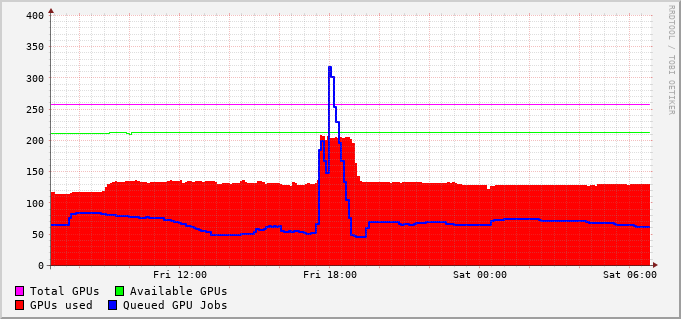 400
350
300
250
200
150
100
50
0
Fri 12:00 Fri 18:00 Sat 00:00 Sat 06:00
Total GPUs Available GPUs
GPUs used Queued GPU Jobs
RRDTOOL / TOBI OETIKER